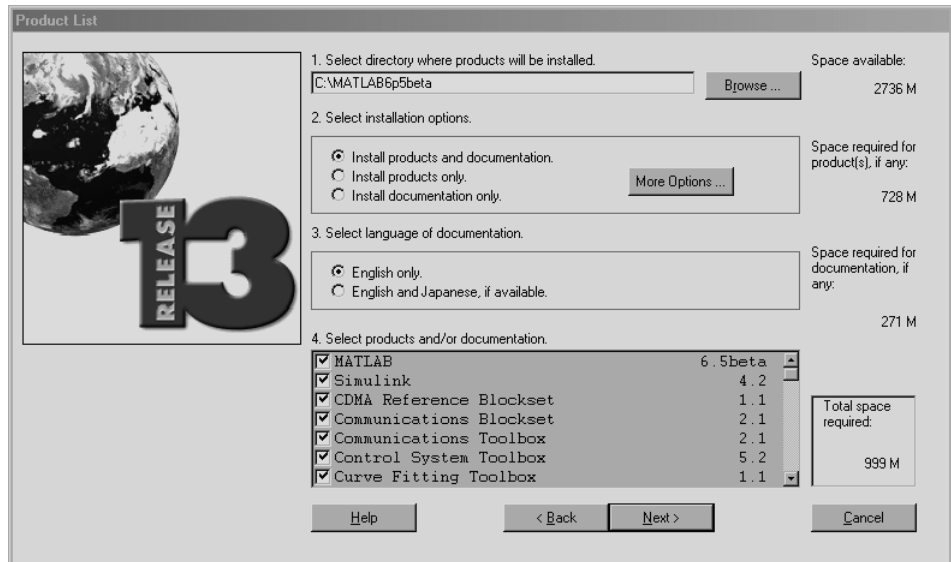 Product List
RELEASE
13
1. Select directory where products will be installed.
C:\MATLAB6p5beta
Browse ...
Space available:
2736 M
2. Select installation options.
Install products and documentation.
Install products only.
Install documentation only.
More Options ...
Space required for
product(s), if any:
728 M
3. Select language of documentation.
English only.
English and Japanese, if available.
Space required for
documentation, if
any:
271 M
4. Select products and/or documentation.
MATLAB 6.5beta
Simulink 4.2
CDMA Reference Blockset 1.1
Communications Blockset 2.1
Communications Toolbox 2.1
Control System Toolbox 5.2
Curve Fitting Toolbox 1.1
Total space
required:
999 M
Help
< Back
Next >
Cancel